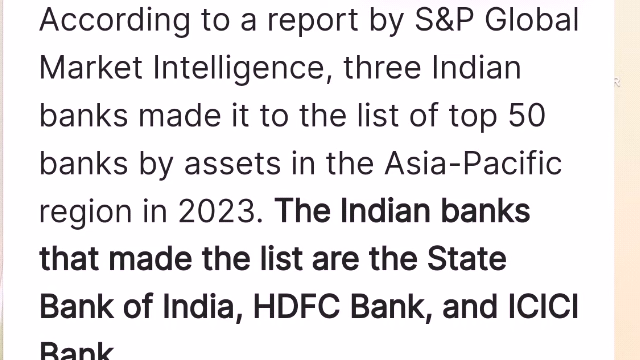 According to a report by S&P Global
Market Intelligence, three Indian
banks made it to the list of top 50
banks by assets in the Asia-Pacific
region in 2023. The Indian banks
that made the list are the State
Bank of India, HDFC Bank, and ICICI
Bank